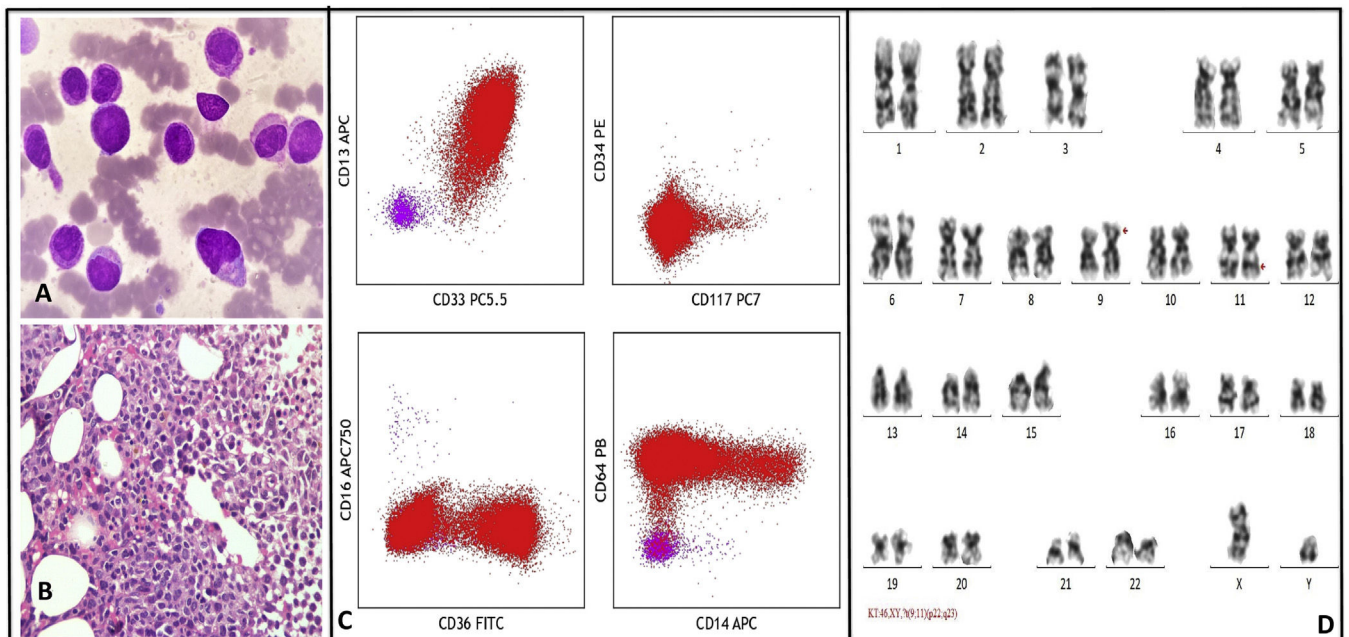 A
B
C
CD13 APC
CD33 PC5.5
CD34 PE
CD117 PC7
CD16 APC750
CD36 FITC
CD64 PB
CD14 APC
1 2 3 4 5
6 7 8 9 10 11 12
13 14 15 16 17 18
19 20 21 22 X Y
KT:46,XY,?t(9;11)(p22;q23)
D